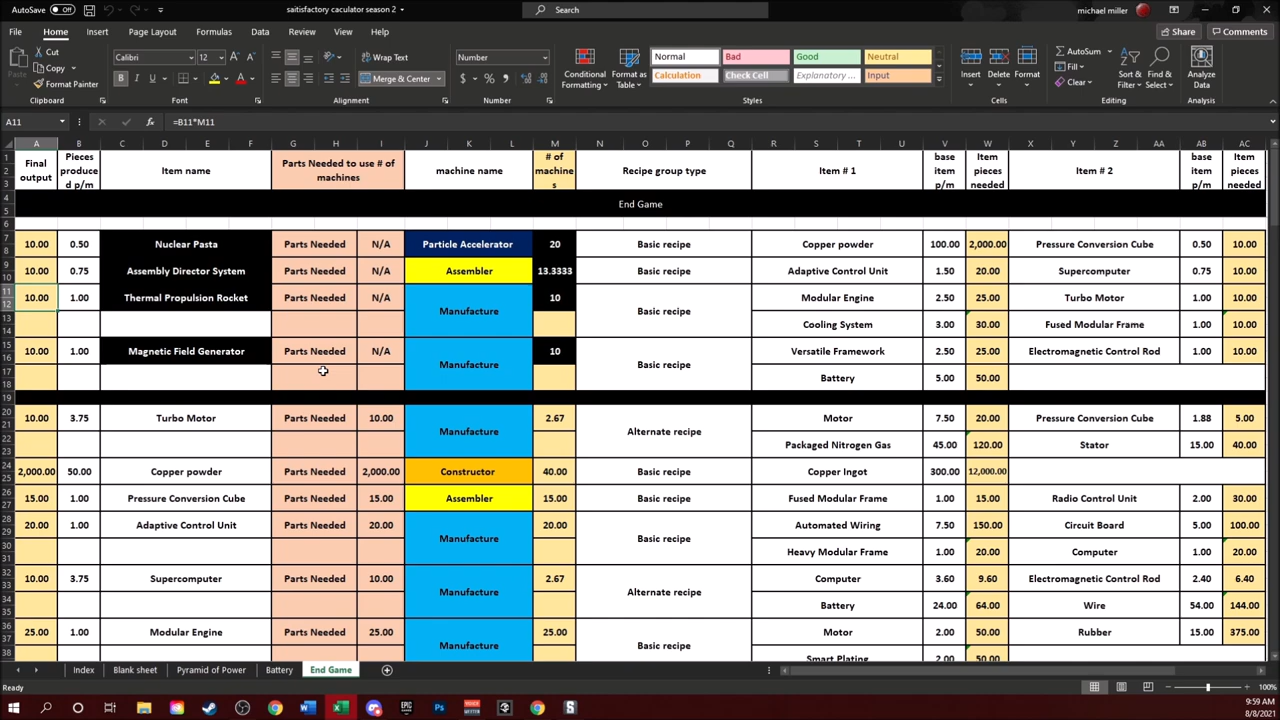 AutoSave Off saitisfactory caculator season 2 Search michael miller
File Home Insert Page Layout Formulas Data Review View Help Share Comments
Cut
Copy
Format Painter
Paste
Clipboard
Calibri 12
B I U
Font
Wrap Text
Merge & Center
Alignment
Number
$ % ,
Number
Conditional Formatting
Format as Table
Normal Bad Good Neutral
Calculation Check Cell Explanatory ... Input
Styles
Insert Delete Format
Cells
AutoSum
Fill
Clear
Sort & Filter
Find & Select
Editing
Analyze Data
Analysis
A11 fx =B11*M11
A B C D E F G H I J K L M N O P Q R S T U V W X Y Z AA AB AC
Final output Pieces produce d p/m Item name Parts Needed to use # of machines machine name # of machine s Recipe group type Item # 1 base item p/m Item pieces needed Item # 2 base item p/m Item pieces needed
End Game
10.00 0.50 Nuclear Pasta Parts Needed N/A Particle Accelerator 20 Basic recipe Copper powder 100.00 2,000.00 Pressure Conversion Cube 0.50 10.00
10.00 0.75 Assembly Director System Parts Needed N/A Assembler 13.3333 Basic recipe Adaptive Control Unit 1.50 20.00 Supercomputer 0.75 10.00
10.00 1.00 Thermal Propulsion Rocket Parts Needed N/A Manufacture 10 Basic recipe Modular Engine 2.50 25.00 Turbo Motor 1.00 10.00
Cooling System 3.00 30.00 Fused Modular Frame 1.00 10.00
10.00 1.00 Magnetic Field Generator Parts Needed N/A Manufacture 10 Basic recipe Versatile Framework 2.50 25.00 Electromagnetic Control Rod 1.00 10.00
Battery 5.00 50.00
10.00 3.75 Turbo Motor Parts Needed 10.00 Manufacture 2.67 Alternate recipe Motor 7.50 20.00 Pressure Conversion Cube 1.88 5.00
Packaged Nitrogen Gas 45.00 120.00 Stator 15.00 40.00
2,000.00 50.00 Copper powder Parts Needed 2,000.00 Constructor 40.00 Basic recipe Copper Ingot 300.00 12,000.00
15.00 1.00 Pressure Conversion Cube Parts Needed 15.00 Assembler 15.00 Basic recipe Fused Modular Frame 1.00 15.00 Radio Control Unit 2.00 30.00
20.00 1.00 Adaptive Control Unit Parts Needed 20.00 Manufacture 20.00 Basic recipe Automated Wiring 7.50 150.00 Circuit Board 5.00 100.00
Heavy Modular Frame 1.00 20.00 Computer 1.00 20.00
10.00 3.75 Supercomputer Parts Needed 10.00 Manufacture 2.67 Alternate recipe Computer 3.60 9.60 Electromagnetic Control Rod 2.40 6.40
Battery 24.00 64.00 Wire 54.00 144.00
25.00 1.00 Modular Engine Parts Needed 25.00 Manufacture 25.00 Basic recipe Motor 2.00 50.00 Rubber 15.00 375.00
Smart Plating 2.00 50.00
Index Blank sheet Pyramid of Power Battery End Game
Ready 100%
9:59 AM
8/8/2021